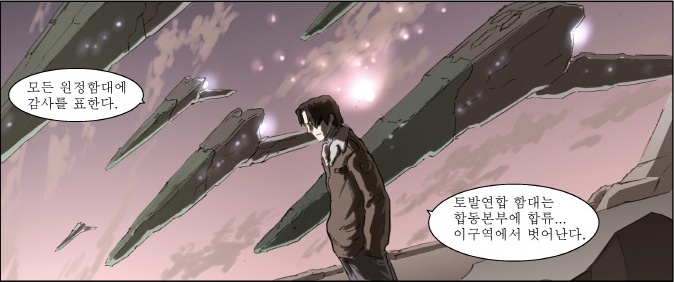 모든 원정함대에
감사를 표한다.
토발연합 함대는
합동본부에 합류...
이구역에서 벗어난다.